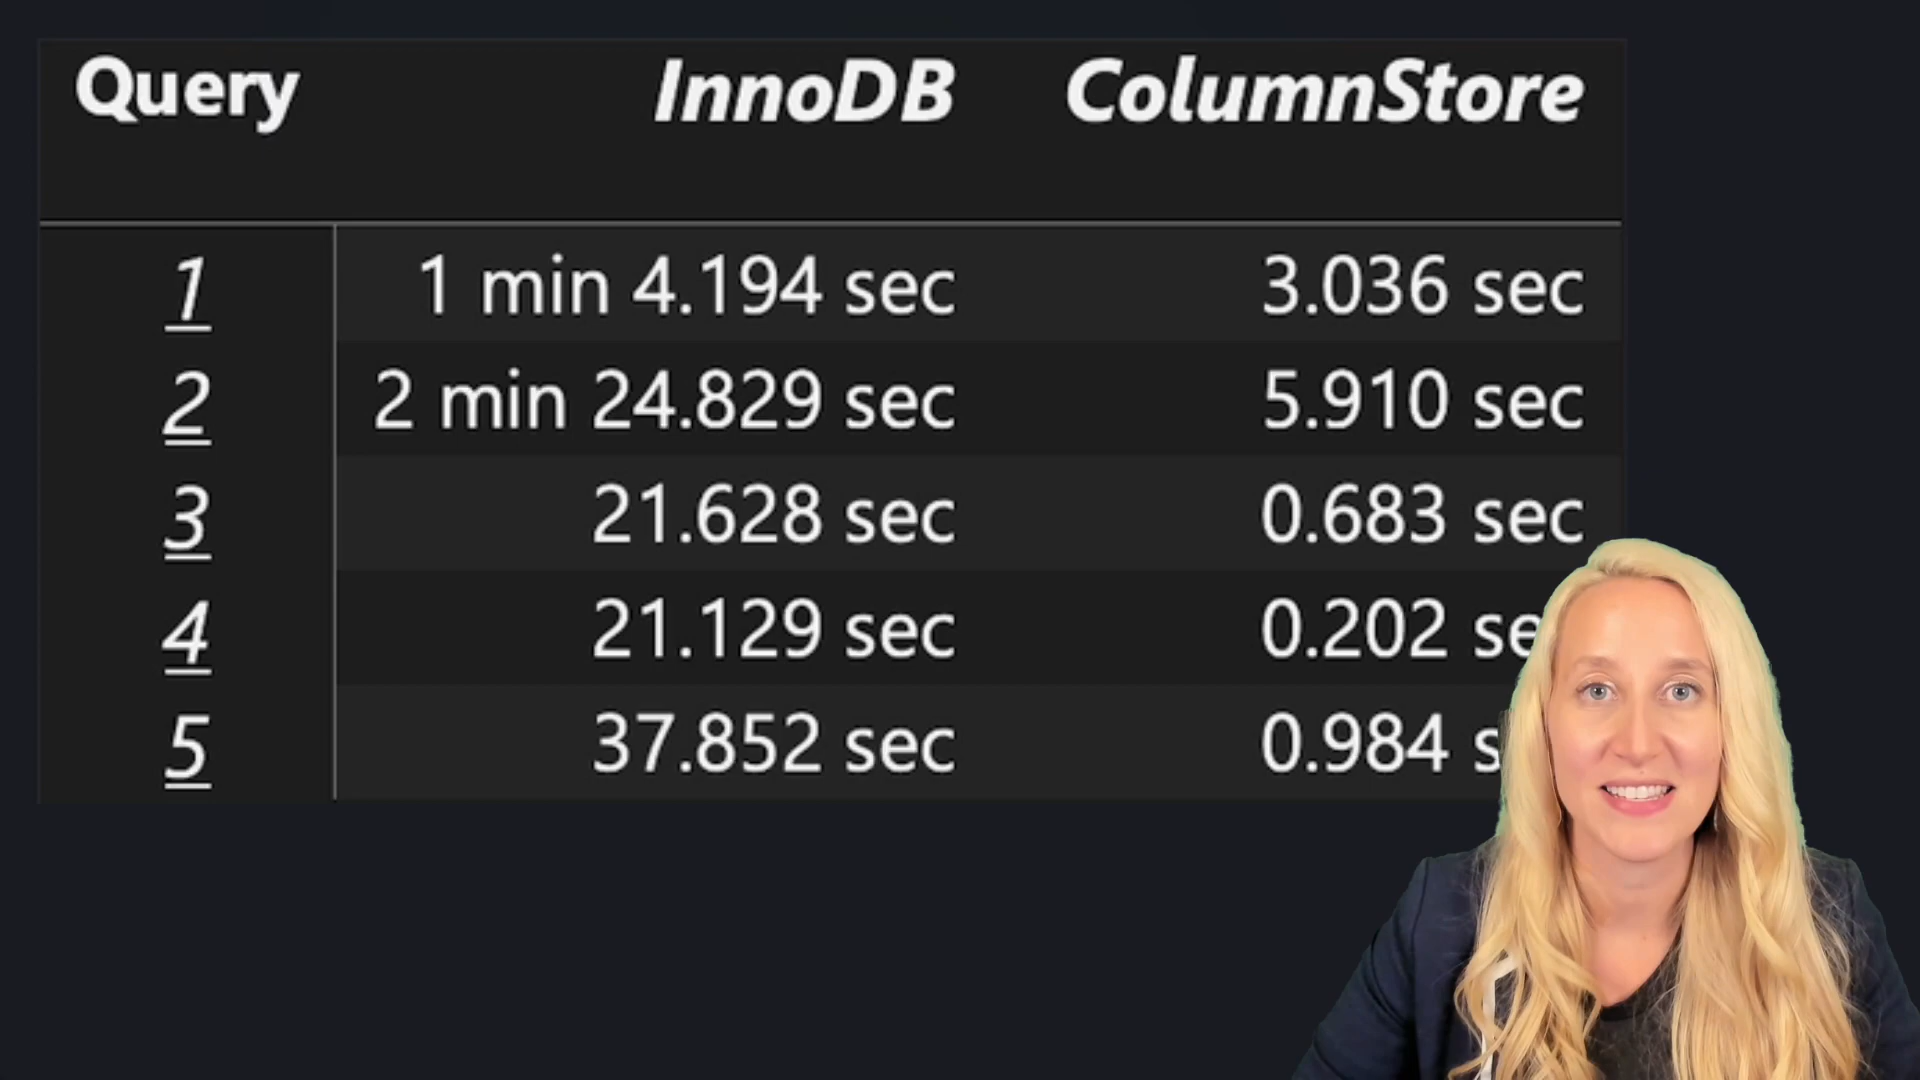 Query InnoDB ColumnStore
1 1 min 4.194 sec 3.036 sec
2 2 min 24.829 sec 5.910 sec
3 21.628 sec 0.683 sec
4 21.129 sec 0.202
5 37.852 sec 0.984